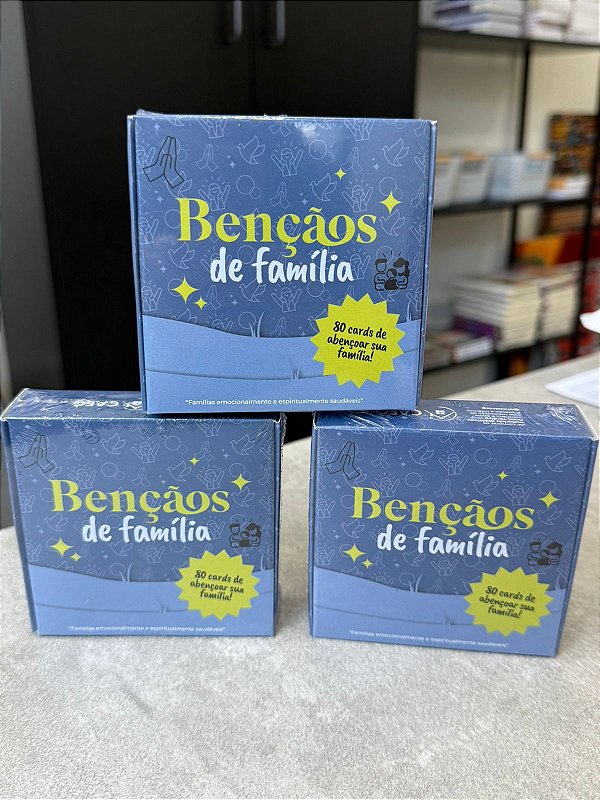 Bençãos
de família
80 cards de
abençoar sua
família!
"Famílias emocionalmente e espiritualmente saudáveis"
Bençãos
de família
80 cards de
abençoar sua
família!
"Famílias emocionalmente e espiritualmente saudáveis"
Bençãos
de família
80 cards de
abençoar sua
família!
"Famílias emocionalmente e espiritualmente saudáveis"